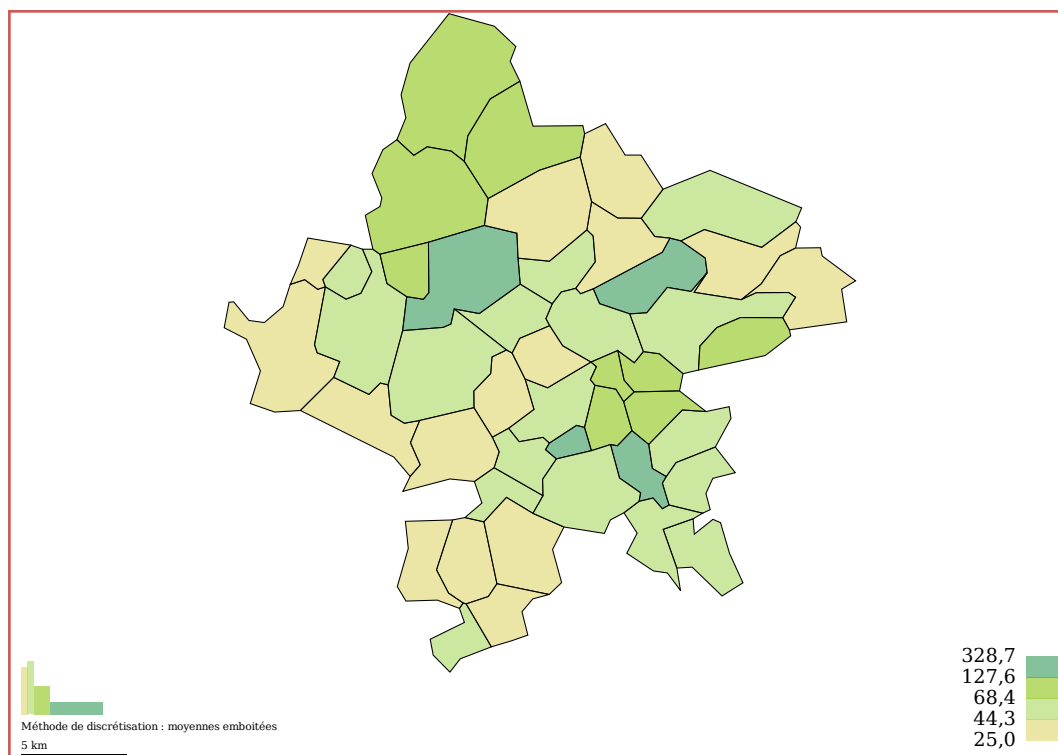 328,7
127,6
68,4
44,3
25,0
Méthode de discrétisation : moyennes emboitées
5 km